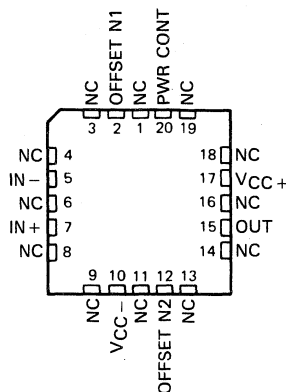 NC
OFFSET N1
NC
PWR CONT
NC
3 2 1 20 19
NC 4
IN- 5
NC 6
IN+ 7
NC 8
18 NC
17 VCC+
16 NC
15 OUT
14 NC
9 10 11 12 13
NC
VCC-
NC
OFFSET N2
NC